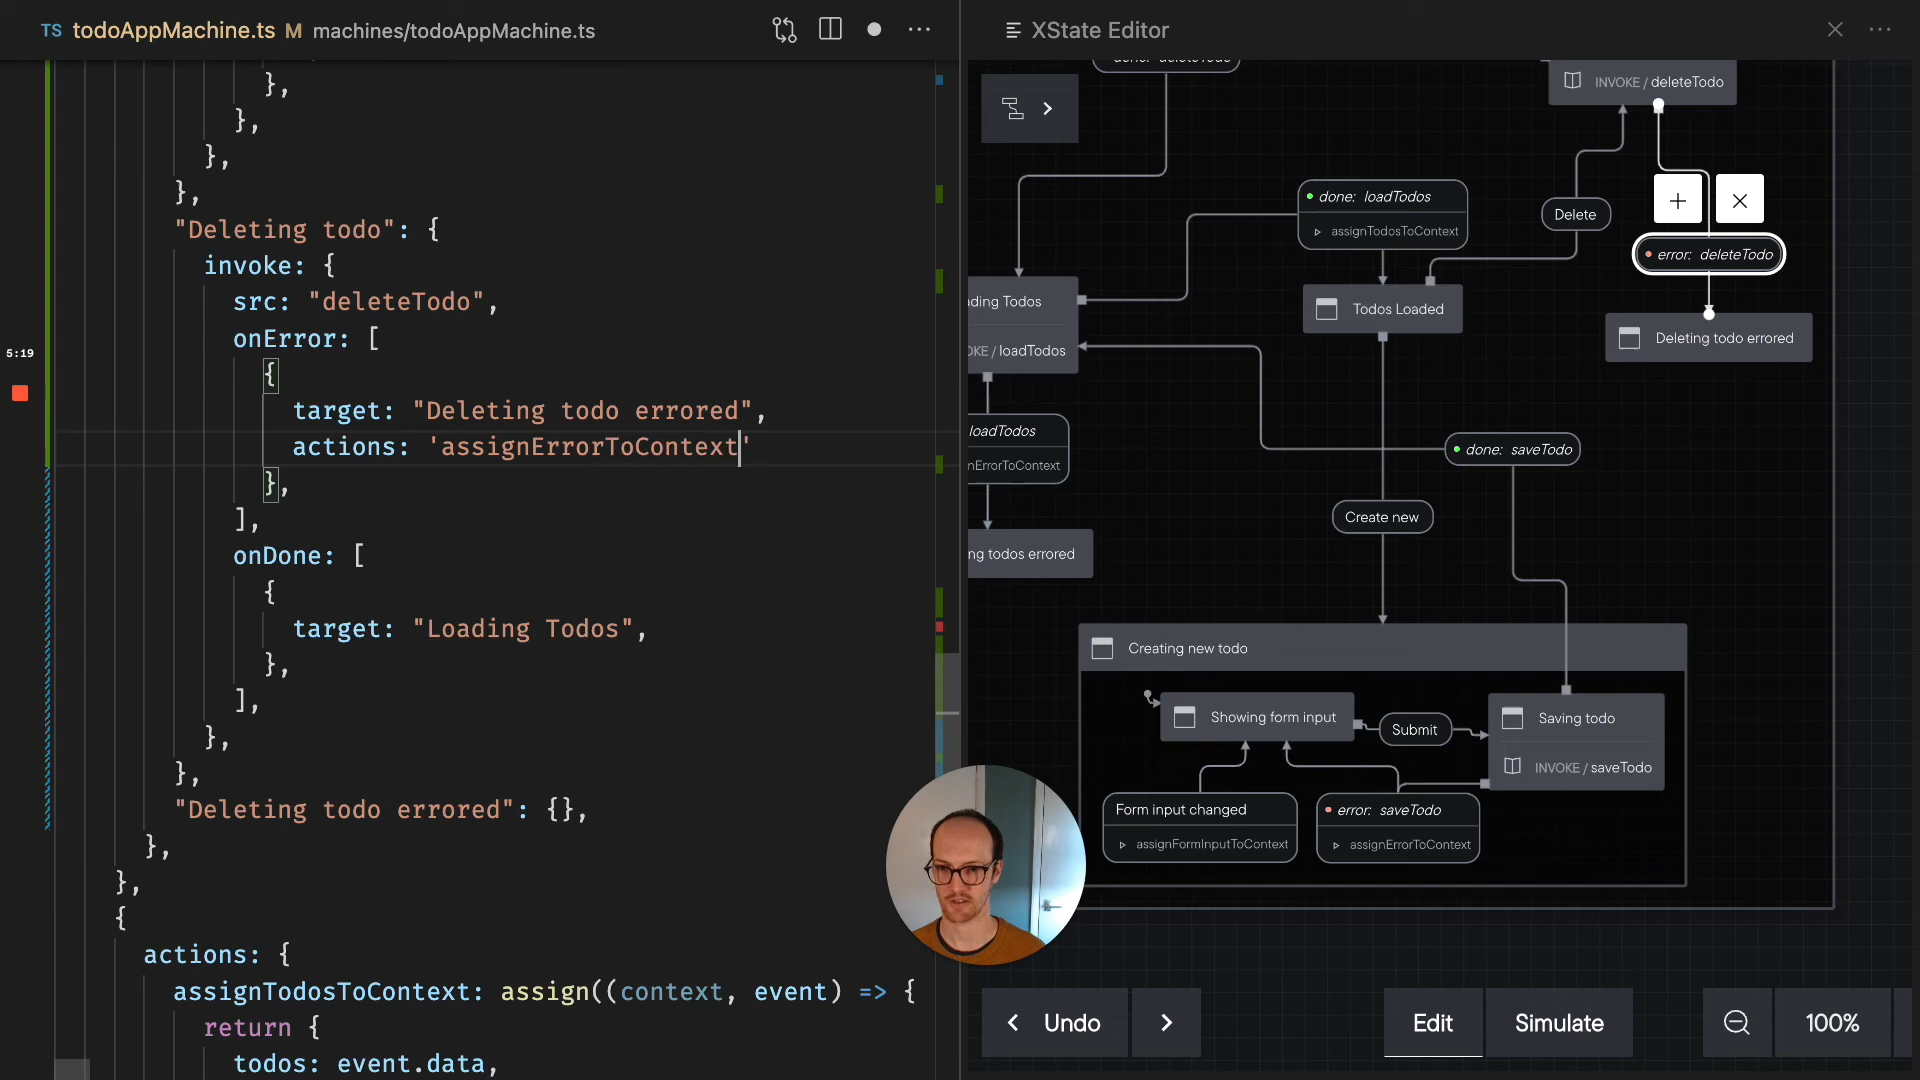 TS todoAppMachine.ts M machines/todoAppMachine.ts
},
},
},
},
"Deleting todo": {
invoke: {
src: "deleteTodo",
onError: [
{
target: "Deleting todo errored",
actions: 'assignErrorToContext'
},
],
onDone: [
{
target: "Loading Todos",
},
],
},
},
"Deleting todo errored": {},
},
},
{
actions: {
assignTodosToContext: assign((context, event) => {
return {
todos: event.data,
5:19
XState Editor
INVOKE / deleteTodo
done: loadTodos
assignTodosToContext
Delete
error: deleteTodo
ding Todos
OKE / loadTodos
Todos Loaded
Deleting todo errored
loadTodos
nErrorToContext
done: saveTodo
Create new
ng todos errored
Creating new todo
Showing form input
Submit
Saving todo
INVOKE / saveTodo
Form input changed
assignFormInputToContext
error: saveTodo
assignErrorToContext
Undo
Edit
Simulate
100%